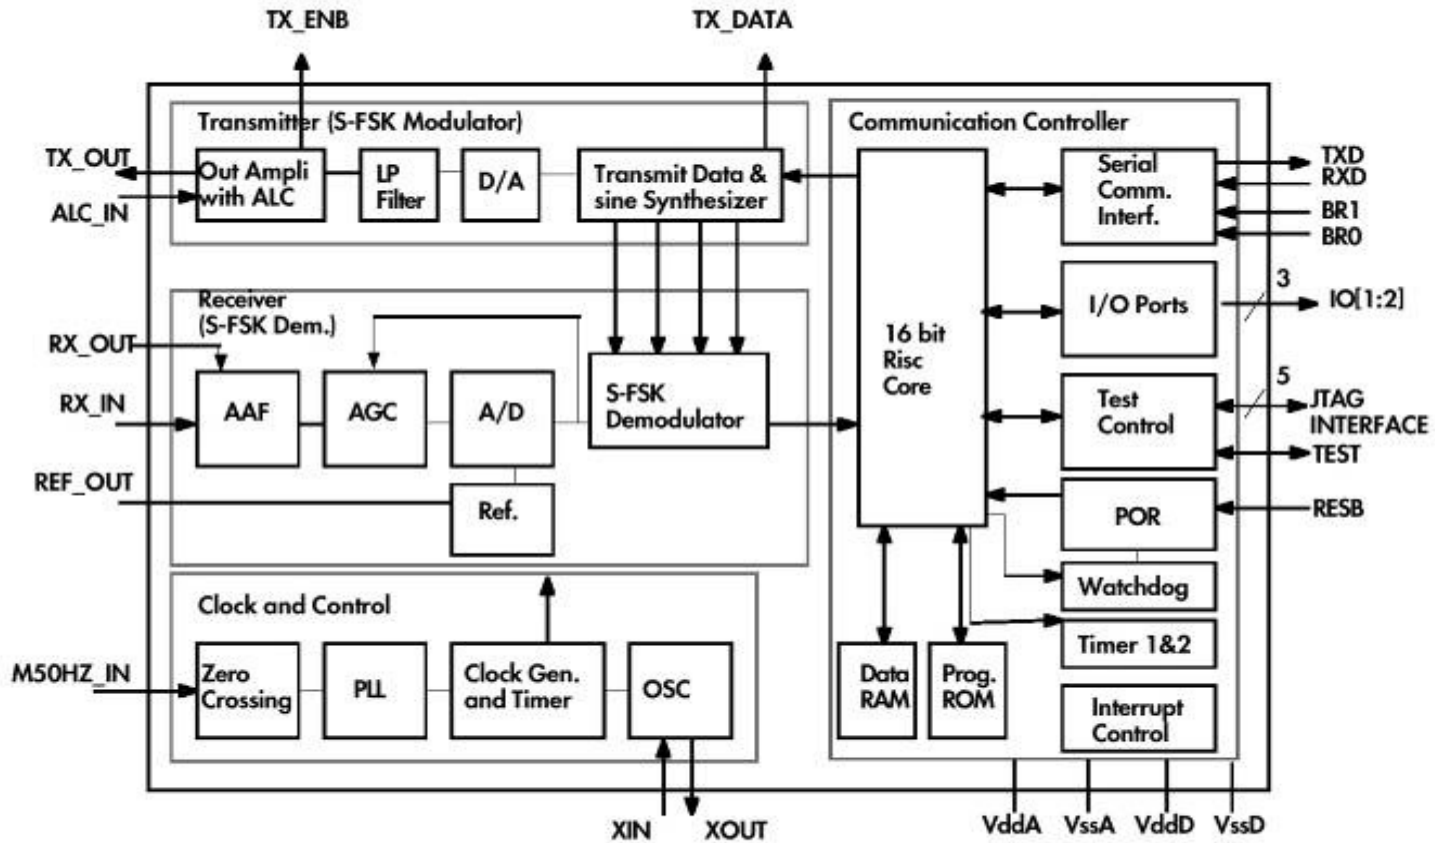 TX_ENB
TX_DATA
Transmitter (S-FSK Modulator)
Communication Controller
TX_OUT
ALC_IN
Out Ampli
with ALC
LP
Filter
D/A
Transmit Data &
sine Synthesizer
Serial
Comm.
Interf.
TXD
RXD
BR1
BR0
Receiver
(S-FSK Dem.)
RX_OUT
RX_IN
REF_OUT
AAF
AGC
A/D
Ref.
S-FSK
Demodulator
16 bit
Risc
Core
I/O Ports
3
IO[1:2]
Test
Control
5
JTAG
INTERFACE
TEST
POR
RESB
Watchdog
Timer 1&2
Interrupt
Control
Data
RAM
Prog.
ROM
Clock and Control
M50HZ_IN
Zero
Crossing
PLL
Clock Gen.
and Timer
OSC
XIN
XOUT
VddA
VssA
VddD
VssD